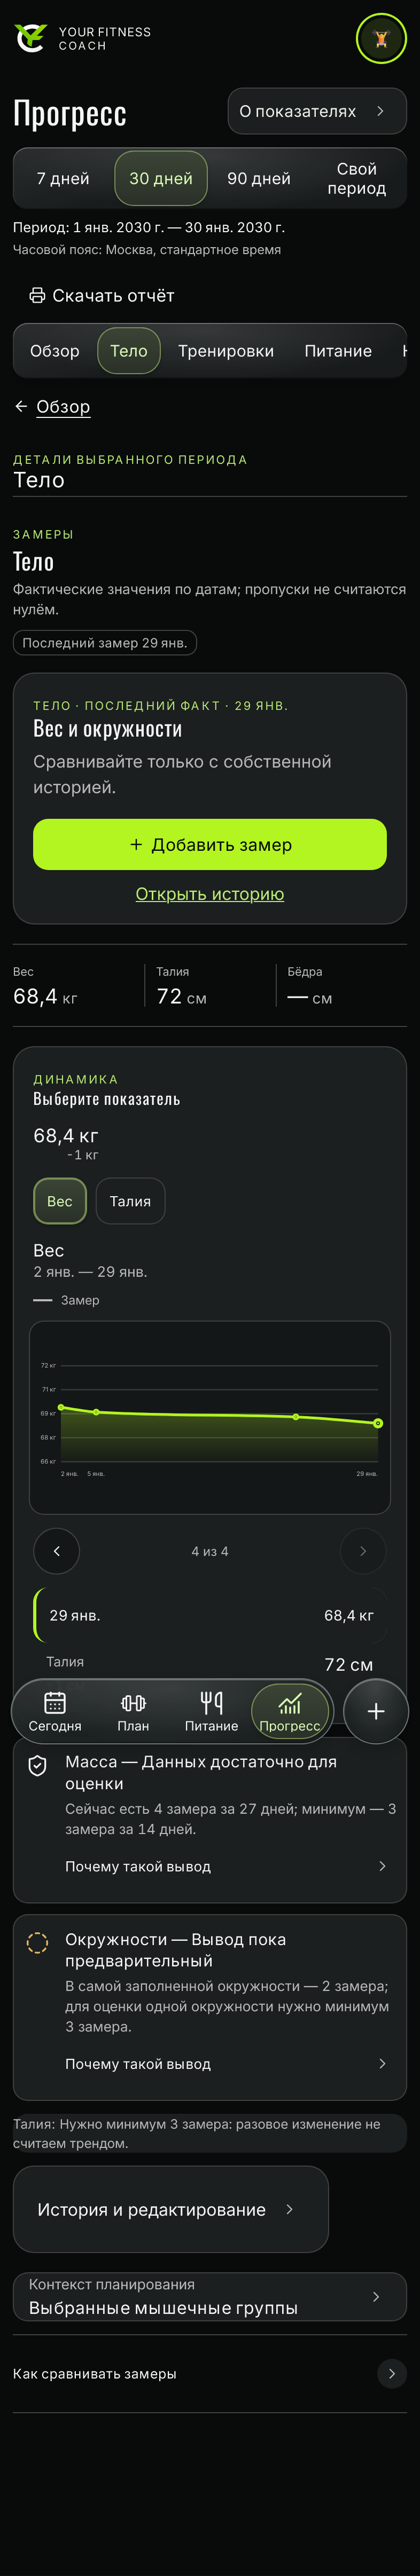 YOUR FITNESS
COACH
Прогресс
О показателях
7 дней
30 дней
90 дней
Свой
период
Период: 1 янв. 2030 г. — 30 янв. 2030 г.
Часовой пояс: Москва, стандартное время
Скачать отчёт
Обзор
Тело
Тренировки
Питание
Обзор
ДЕТАЛИ ВЫБРАННОГО ПЕРИОДА
Тело
ЗАМЕРЫ
Тело
Фактические значения по датам; пропуски не считаются
нулём.
Последний замер 29 янв.
ТЕЛО · ПОСЛЕДНИЙ ФАКТ · 29 ЯНВ.
Вес и окружности
Сравнивайте только с собственной
историей.
+ Добавить замер
Открыть историю
Вес
68,4 кг
Талия
72 см
Бёдра
— см
ДИНАМИКА
Выберите показатель
68,4 кг
-1 кг
Вес
Талия
Вес
2 янв. — 29 янв.
Замер
72 кг
71 кг
69 кг
68 кг
66 кг
2 янв.
5 янв.
29 янв.
4 из 4
29 янв.
68,4 кг
Талия
72 см
Сегодня
План
Питание
Прогресс
Масса — Данных достаточно для
оценки
Сейчас есть 4 замера за 27 дней; минимум — 3
замера за 14 дней.
Почему такой вывод
Окружности — Вывод пока
предварительный
В самой заполненной окружности — 2 замера;
для оценки одной окружности нужно минимум
3 замера.
Почему такой вывод
Талия: Нужно минимум 3 замера: разовое изменение не
считаем трендом.
История и редактирование
Контекст планирования
Выбранные мышечные группы
Как сравнивать замеры